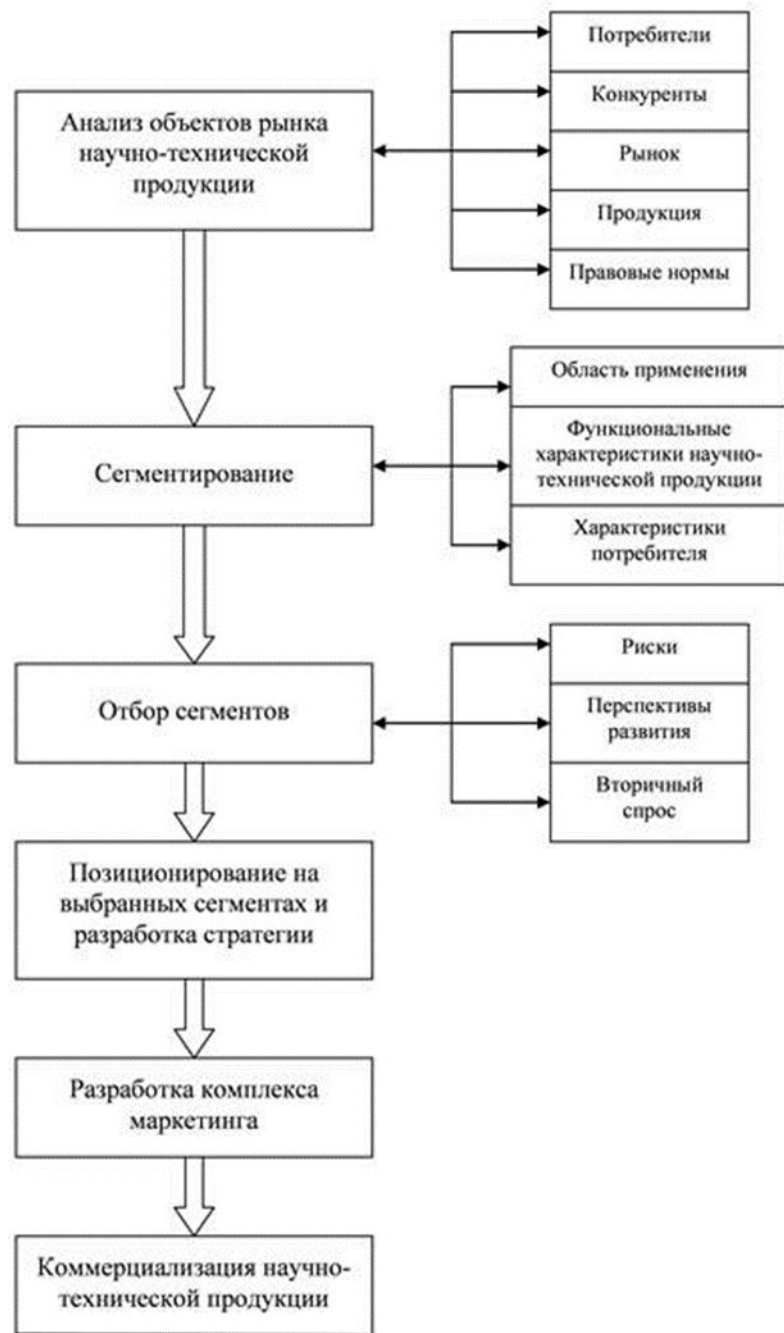 Анализ объектов рынка
научно-технической
продукции
Потребители
Конкуренты
Рынок
Продукция
Правовые нормы
Сегментирование
Область применения
Функциональные
характеристики научно-
технической продукции
Характеристики
потребителя
Отбор сегментов
Риски
Перспективы
развития
Вторичный
спрос
Позиционирование на
выбранных сегментах и
разработка стратегии
Разработка комплекса
маркетинга
Коммерциализация научно-
технической продукции